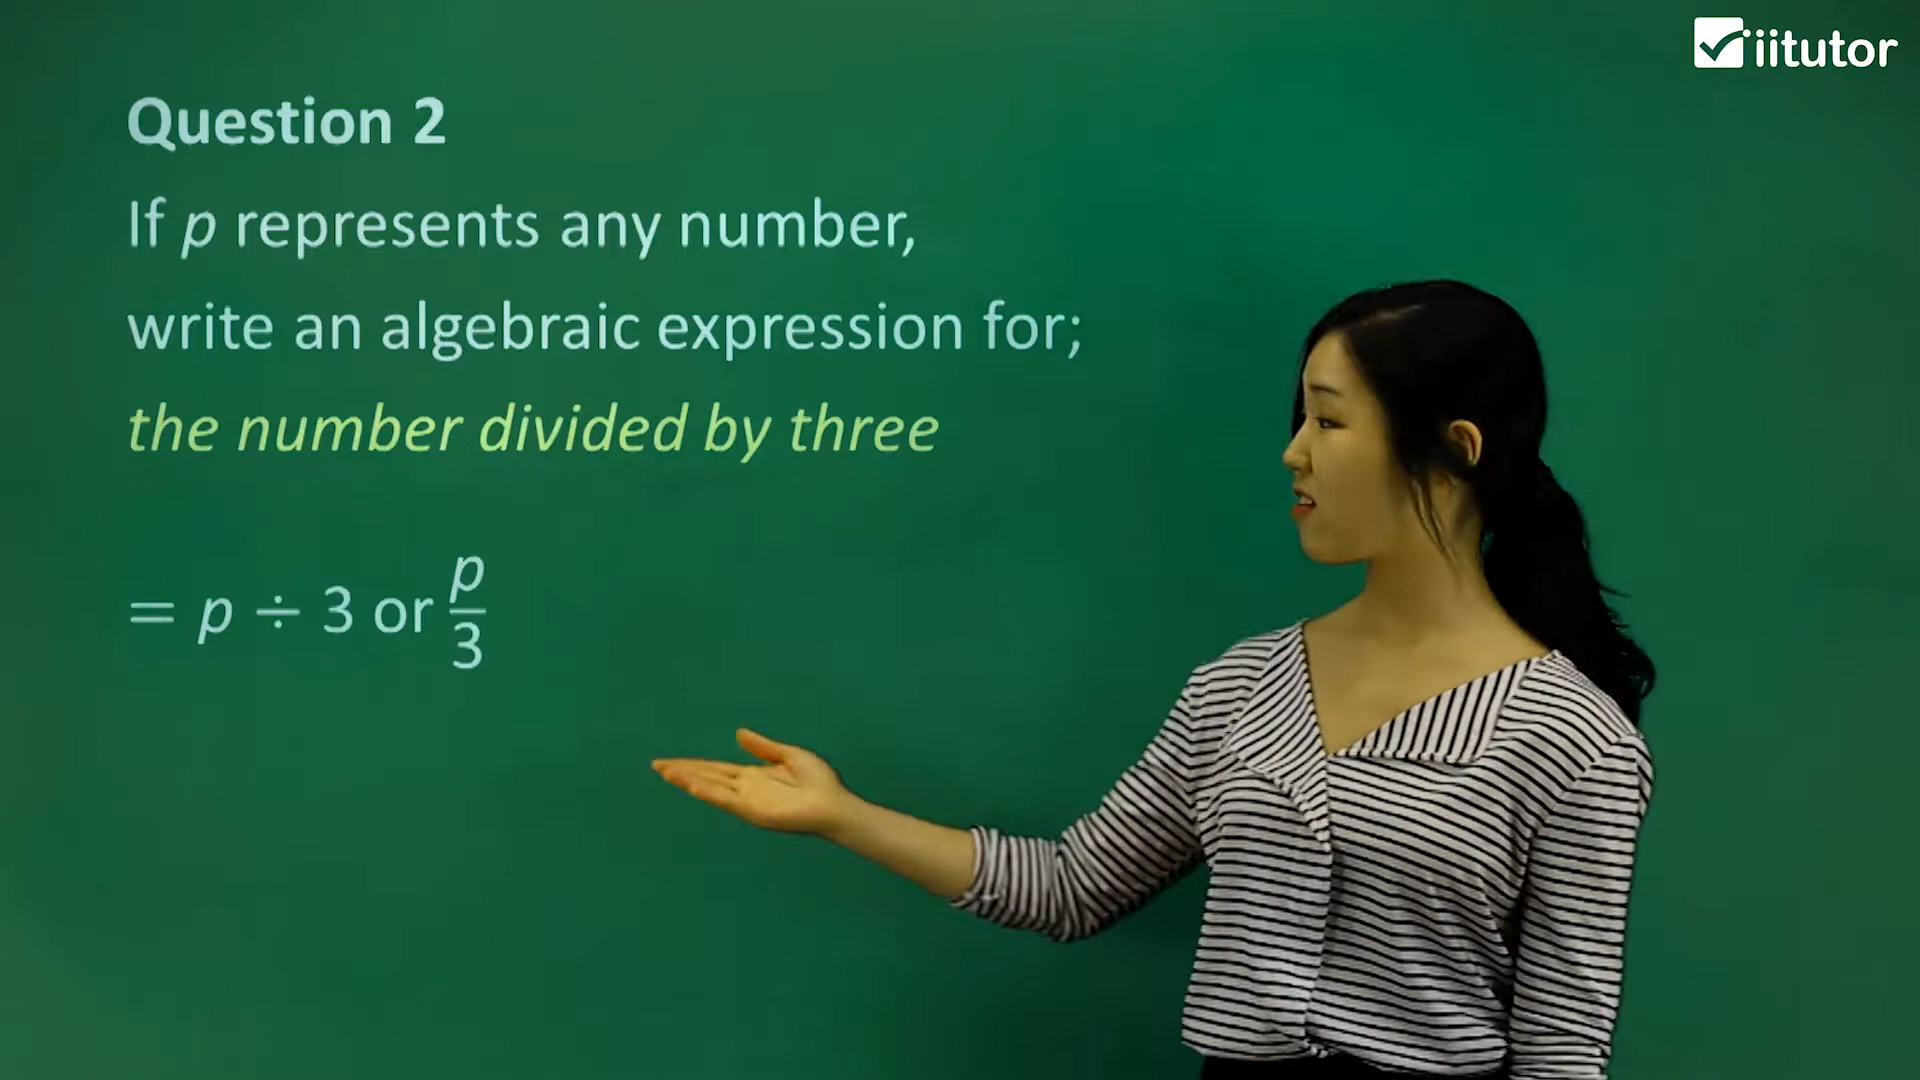 iitutor
Question 2
If p represents any number,
write an algebraic expression for;
the number divided by three
= p ÷ 3 or p/3